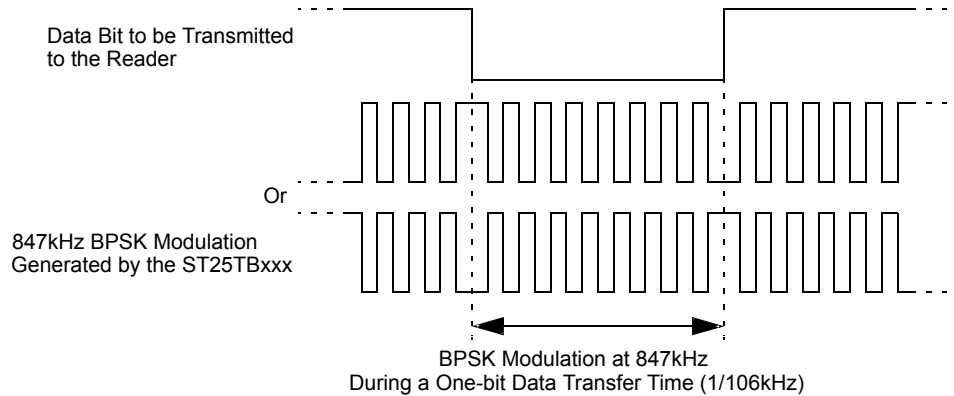 Data Bit to be Transmitted
to the Reader
Or
847kHz BPSK Modulation
Generated by the ST25TBxxx
BPSK Modulation at 847kHz
During a One-bit Data Transfer Time (1/106kHz)